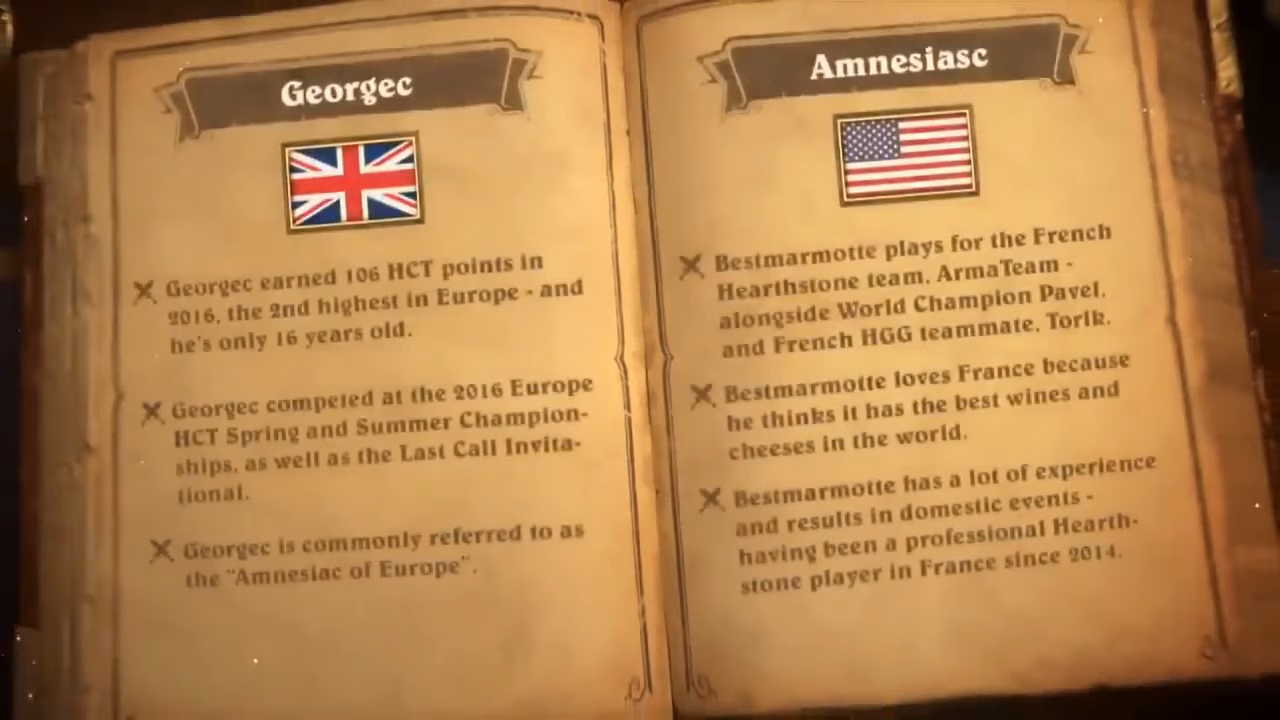 Georgec
Georgec earned 106 HCT points in
2016, the 2nd highest in Europe - and
he's only 16 years old.
Georgec competed at the 2016 Europe
HCT Spring and Summer Champion-
ships, as well as the Last Call Invita-
tional.
Georgec is commonly referred to as
the "Amnesiac of Europe".
Amnesiasc
Bestmarmotte plays for the French
Hearthstone team, ArmaTeam -
alongside World Champion Pavel,
and French HGG teammate, Torlk.
Bestmarmotte loves France because
he thinks it has the best wines and
cheeses in the world.
Bestmarmotte has a lot of experience
and results in domestic events -
having been a professional Hearth-
stone player in France since 2014.